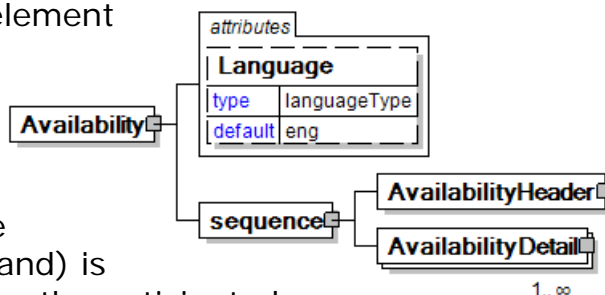 element
attributes
Language
type languageType
default eng
Availability
sequence
AvailabilityHeader
AvailabilityDetail
1..∞
and) is